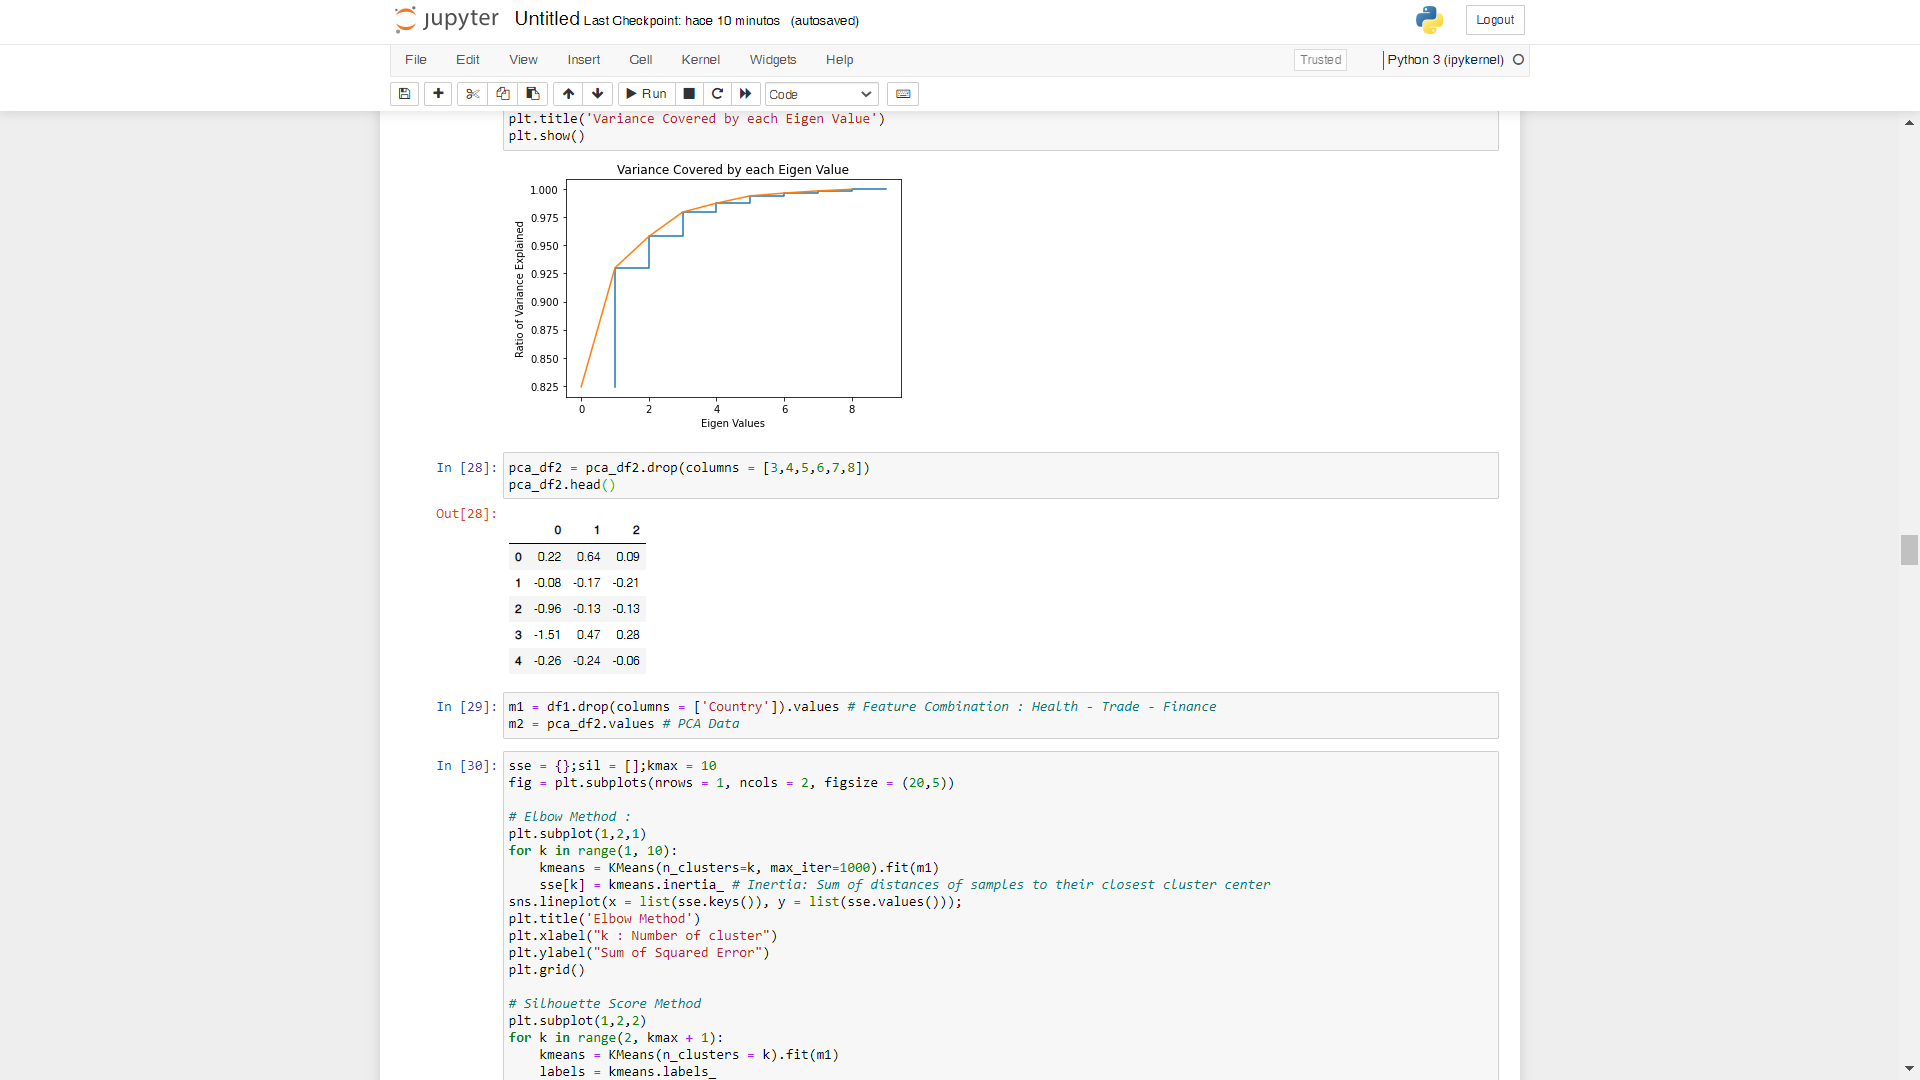 jupyter Untitled Last Checkpoint: hace 10 minutos (autosaved)
Logout
File Edit View Insert Cell Kernel Widgets Help
Trusted
Python 3 (ipykernel)
Run
Code
plt.title('Variance Covered by each Eigen Value')
plt.show()
Variance Covered by each Eigen Value
Ratio of Variance Explained
1.000
0.975
0.950
0.925
0.900
0.875
0.850
0.825
0 2 4 6 8
Eigen Values
In [28]:
pca_df2 = pca_df2.drop(columns = [3,4,5,6,7,8])
pca_df2.head()
Out[28]:
0 1 2
0 0.22 0.64 0.09
1 -0.08 -0.17 -0.21
2 -0.96 -0.13 -0.13
3 -1.51 0.47 0.28
4 -0.26 -0.24 -0.06
In [29]:
m1 = df1.drop(columns = ['Country']).values # Feature Combination : Health - Trade - Finance
m2 = pca_df2.values # PCA Data
In [30]:
sse = {};sil = [];kmax = 10
fig = plt.subplots(nrows = 1, ncols = 2, figsize = (20,5))
# Elbow Method :
plt.subplot(1,2,1)
for k in range(1, 10):
    kmeans = KMeans(n_clusters=k, max_iter=1000).fit(m1)
    sse[k] = kmeans.inertia_ # Inertia: Sum of distances of samples to their closest cluster center
sns.lineplot(x = list(sse.keys()), y = list(sse.values()));
plt.title('Elbow Method')
plt.xlabel("k : Number of cluster")
plt.ylabel("Sum of Squared Error")
plt.grid()
# Silhouette Score Method
plt.subplot(1,2,2)
for k in range(2, kmax + 1):
    kmeans = KMeans(n_clusters = k).fit(m1)
    labels = kmeans.labels_